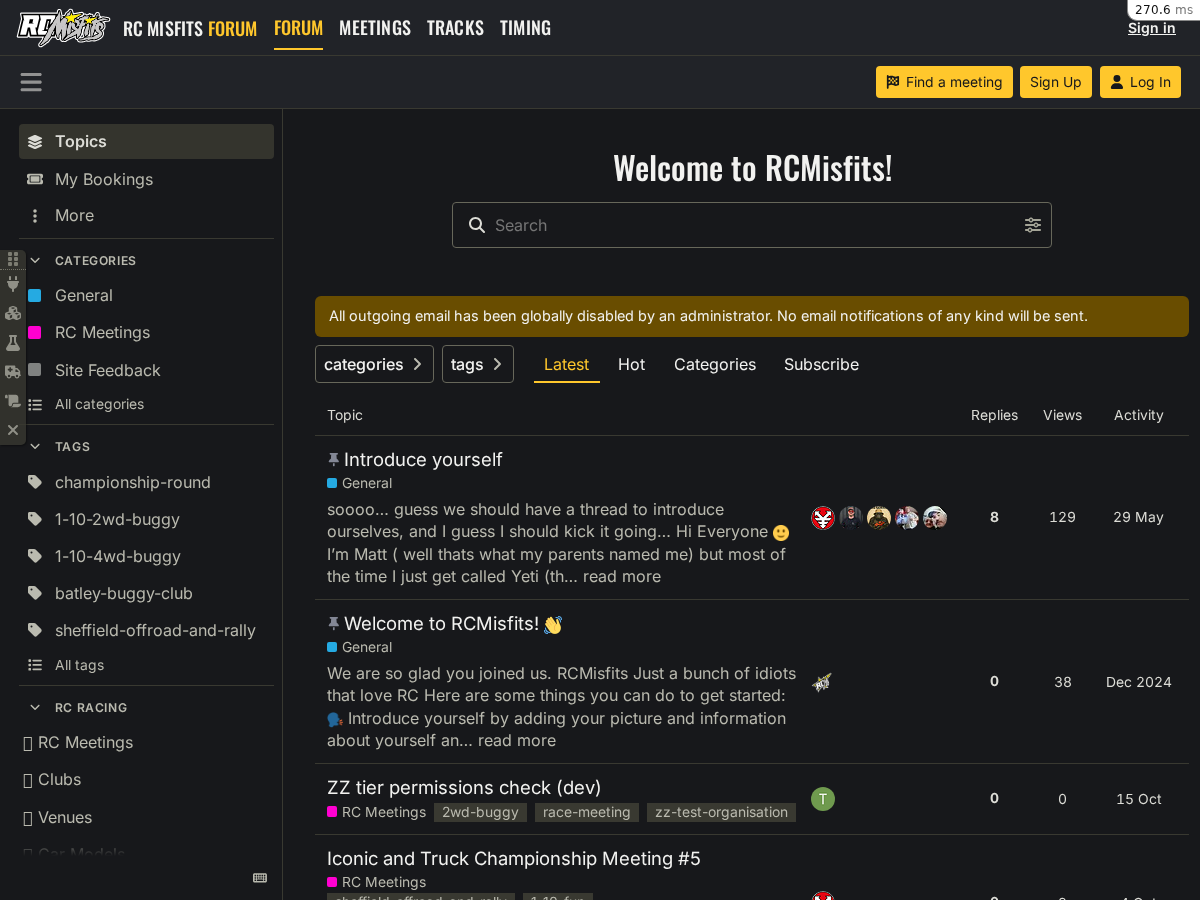 270.6 ms
RC Misfits
RC MISFITS FORUM
FORUM
MEETINGS
TRACKS
TIMING
Sign in
Find a meeting
Sign Up
Log In
Topics
My Bookings
More
CATEGORIES
General
RC Meetings
Site Feedback
All categories
TAGS
championship-round
1-10-2wd-buggy
1-10-4wd-buggy
batley-buggy-club
sheffield-offroad-and-rally
All tags
RC RACING
RC Meetings
Clubs
Venues
Car Models
Welcome to RCMisfits!
Search
All outgoing email has been globally disabled by an administrator. No email notifications of any kind will be sent.
categories
tags
Latest
Hot
Categories
Subscribe
Topic
Replies
Views
Activity
Introduce yourself
General
soooo… guess we should have a thread to introduce
ourselves, and I guess I should kick it going… Hi Everyone 🙂
I’m Matt ( well thats what my parents named me) but most of
the time I just get called Yeti (th… read more
8
129
29 May
Welcome to RCMisfits! 👋
General
We are so glad you joined us. RCMisfits Just a bunch of idiots
that love RC Here are some things you can do to get started:
🗣 Introduce yourself by adding your picture and information
about yourself an… read more
0
38
Dec 2024
ZZ tier permissions check (dev)
RC Meetings
2wd-buggy
race-meeting
zz-test-organisation
T
0
0
15 Oct
Iconic and Truck Championship Meeting #5
RC Meetings
sheffield-offroad-and-rally